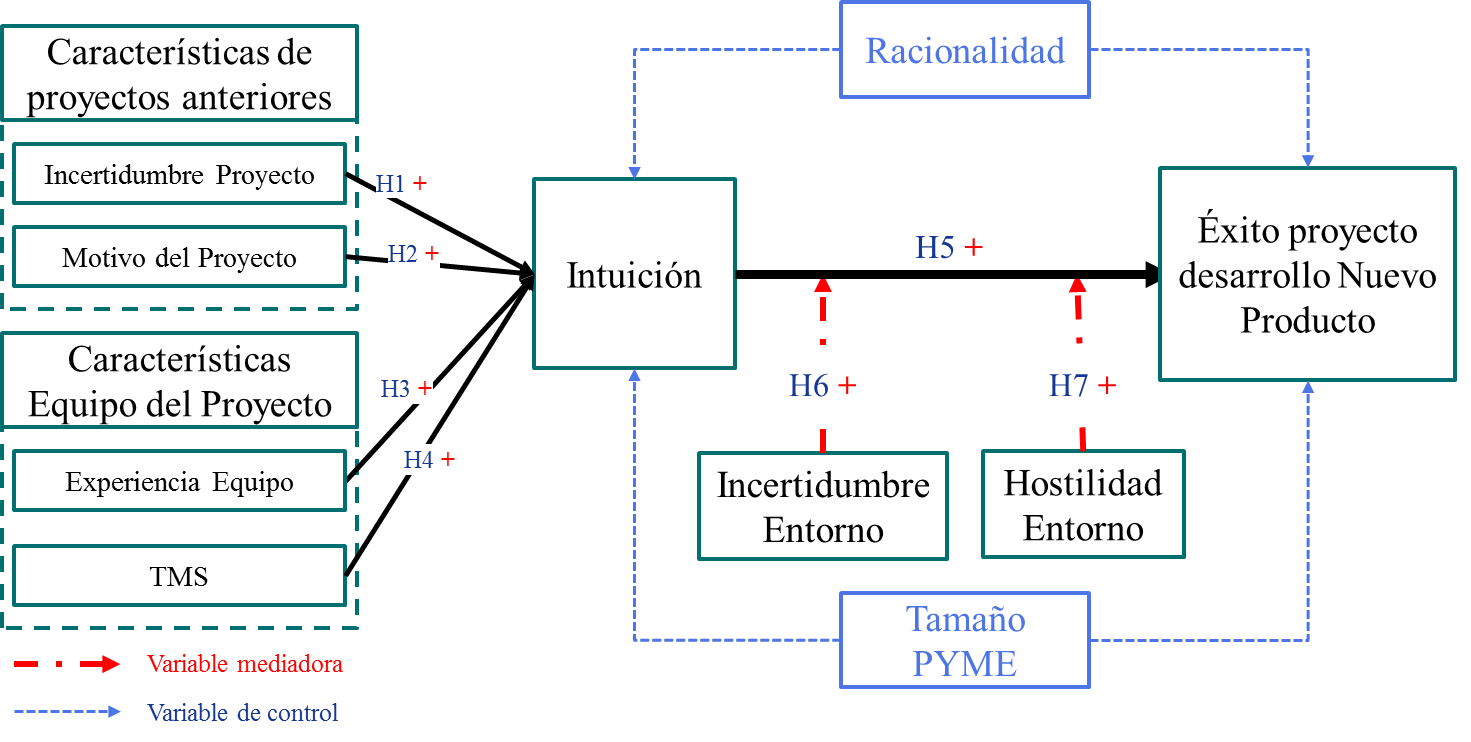 Característícas de
proyectos anteriores
Incertidumbre Proyecto
Motivo del Proyecto
Característícas
Equipo del Proyecto
Experiencia Equipo
TMS
H1 +
H2 +
H3 +
H4 +
Intuición
Racionalidad
H5 +
H6 +
H7 +
Incertidumbre
Entorno
Hostilidad
Entorno
Éxito proyecto
desarrollo Nuevo
Producto
Tamaño
PYME
Variable mediadora
Variable de control